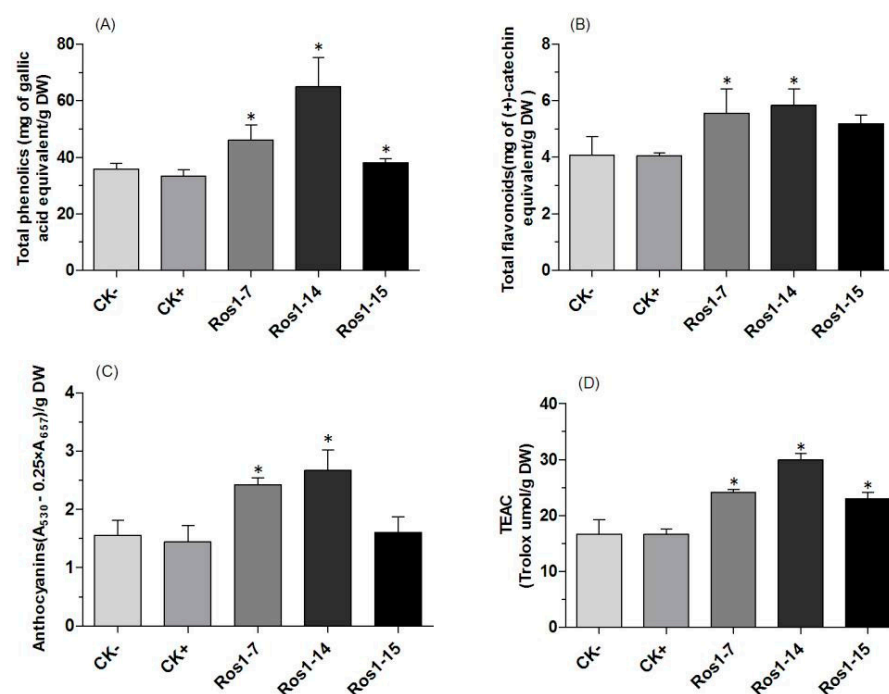 (A)
Total phenolics (mg of gallic
acid equivalent/g DW)
80
60
40
20
0
*
*
*
CK-
CK+
Ros1-7
Ros1-14
Ros1-15
(B)
Total flavonoids(mg of (+)-catechin
equivalent/g DW )
8
6
4
2
0
*
*
CK-
CK+
Ros1-7
Ros1-14
Ros1-15
(C)
Anthocyanins(A530 - 0.25×A657)/g DW
4
3
2
1
0
*
*
CK-
CK+
Ros1-7
Ros1-14
Ros1-15
(D)
TEAC
(Trolox umol/g DW)
40
30
20
10
0
*
*
*
CK-
CK+
Ros1-7
Ros1-14
Ros1-15